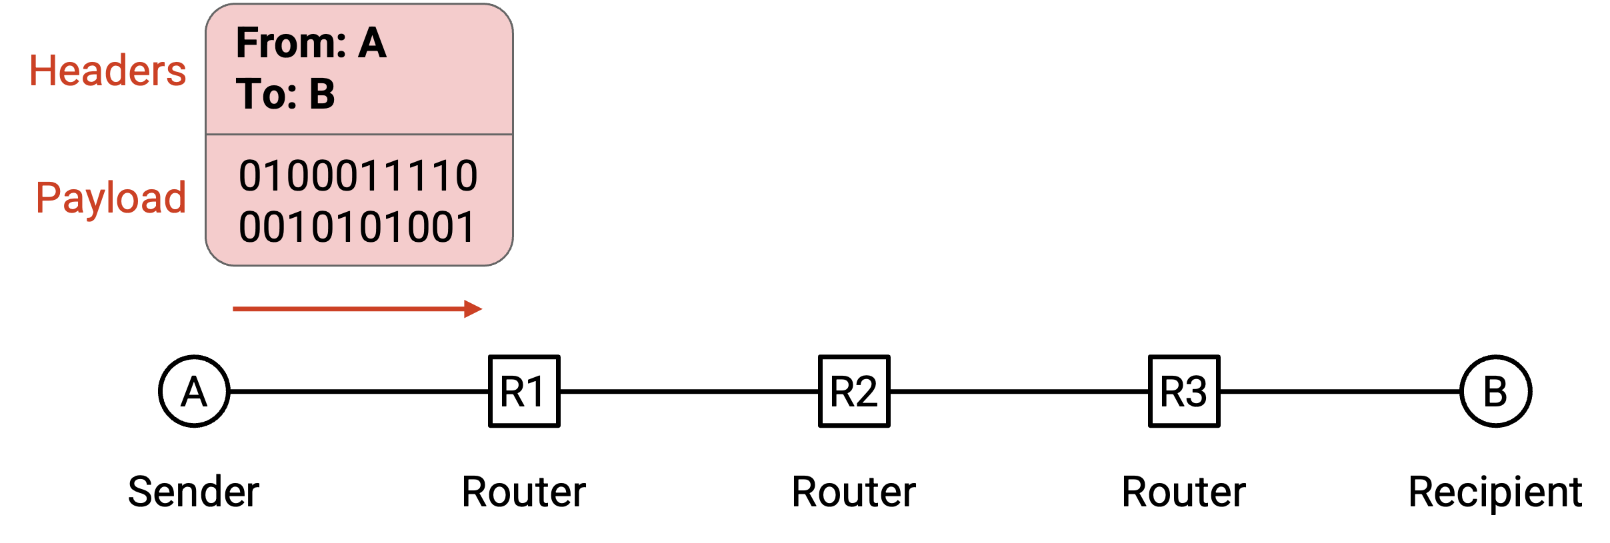 Headers
From: A
To: B
Payload
0100011110
0010101001
A
R1
R2
R3
B
Sender
Router
Router
Router
Recipient